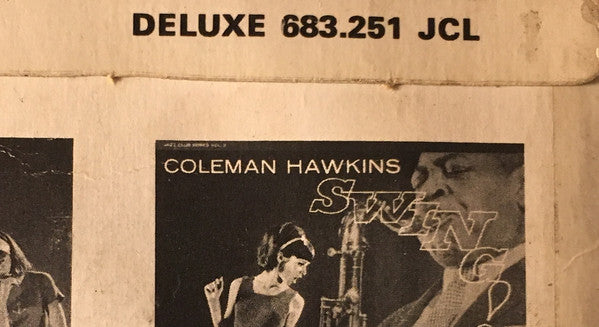 DELUXE 683.251 JCL
JAZZ CLUB SERIES VOL. 2
COLEMAN HAWKINS
SWING!